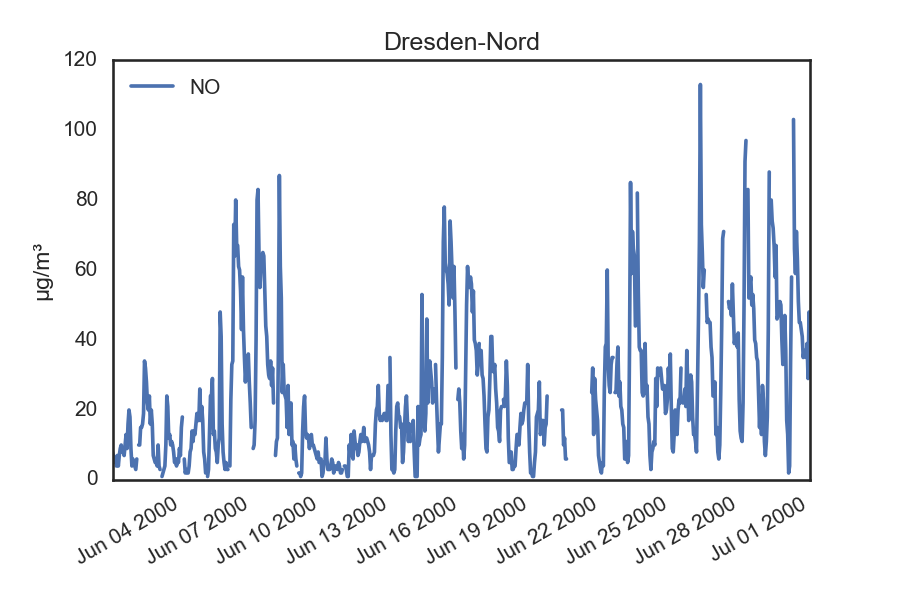 Dresden-Nord
NO
µg/m³
120
100
80
60
40
20
0
Jun 04 2000
Jun 07 2000
Jun 10 2000
Jun 13 2000
Jun 16 2000
Jun 19 2000
Jun 22 2000
Jun 25 2000
Jun 28 2000
Jul 01 2000